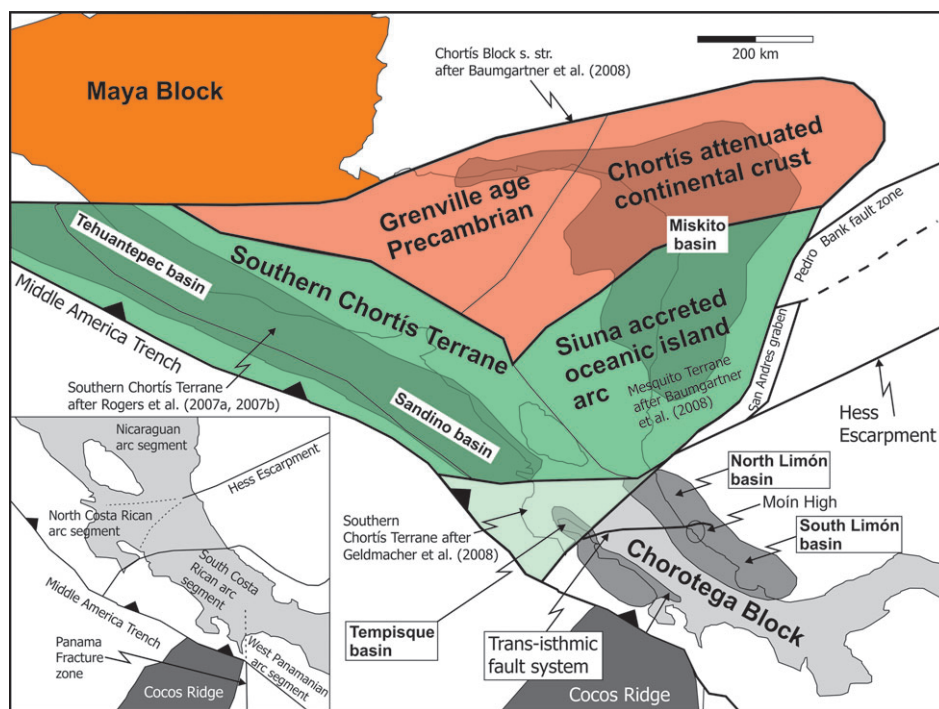 200 km
Chortís Block s. str.
after Baumgartner et al. (2008)
Maya Block
Chortís attenuated
continental crust
Grenville age
Precambrian
Miskito
basin
Pedro Bank fault zone
Tehuantepec basin
Southern Chortís Terrane
Middle America Trench
Siuna accreted
oceanic island
arc
Mesquito Terrane
after Baumgartner
et al. (2008)
San Andres graben
Southern Chortís Terrane
after Rogers et al. (2007a, 2007b)
Sandino basin
Hess
Escarpment
Nicaraguan
arc segment
Hess Escarpment
North Costa Rican
arc segment
South Costa
Rican arc
segment
Middle America Trench
Panama
Fracture
zone
West Panamanian
arc segment
Cocos Ridge
North Limón
basin
Moín High
South Limón
basin
Southern
Chortís Terrane after
Geldmacher et al. (2008)
Chorotega Block
Tempisque
basin
Trans-isthmic
fault system
Cocos Ridge